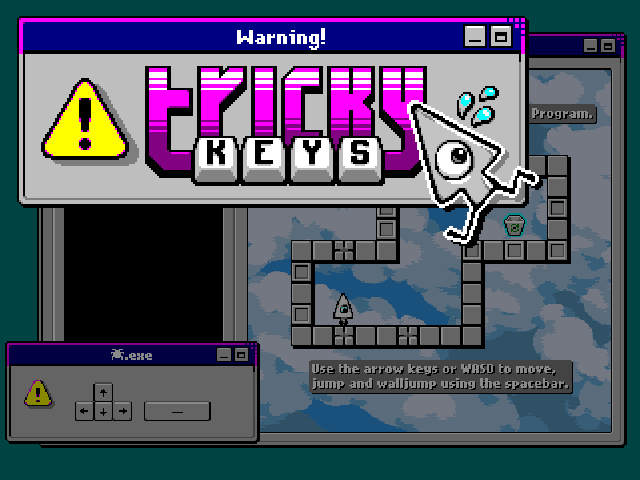 Warning!
tricky
KEYS
Program.
Use the arrow keys or WASD to move,
jump and walljump using the spacebar.
.exe